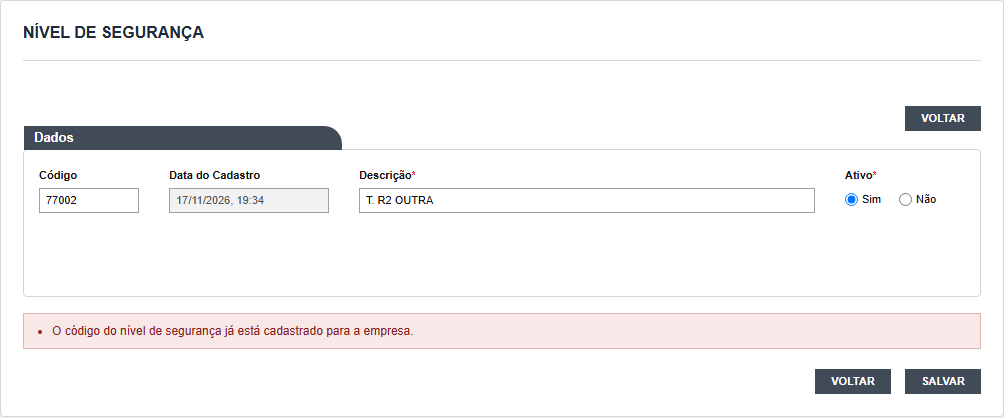 NÍVEL DE SEGURANÇA
VOLTAR
Dados
Código Data do Cadastro Descrição* Ativo*
77002 17/11/2026, 19:34 T. R2 OUTRA Sim Não
• O código do nível de segurança já está cadastrado para a empresa.
VOLTAR SALVAR